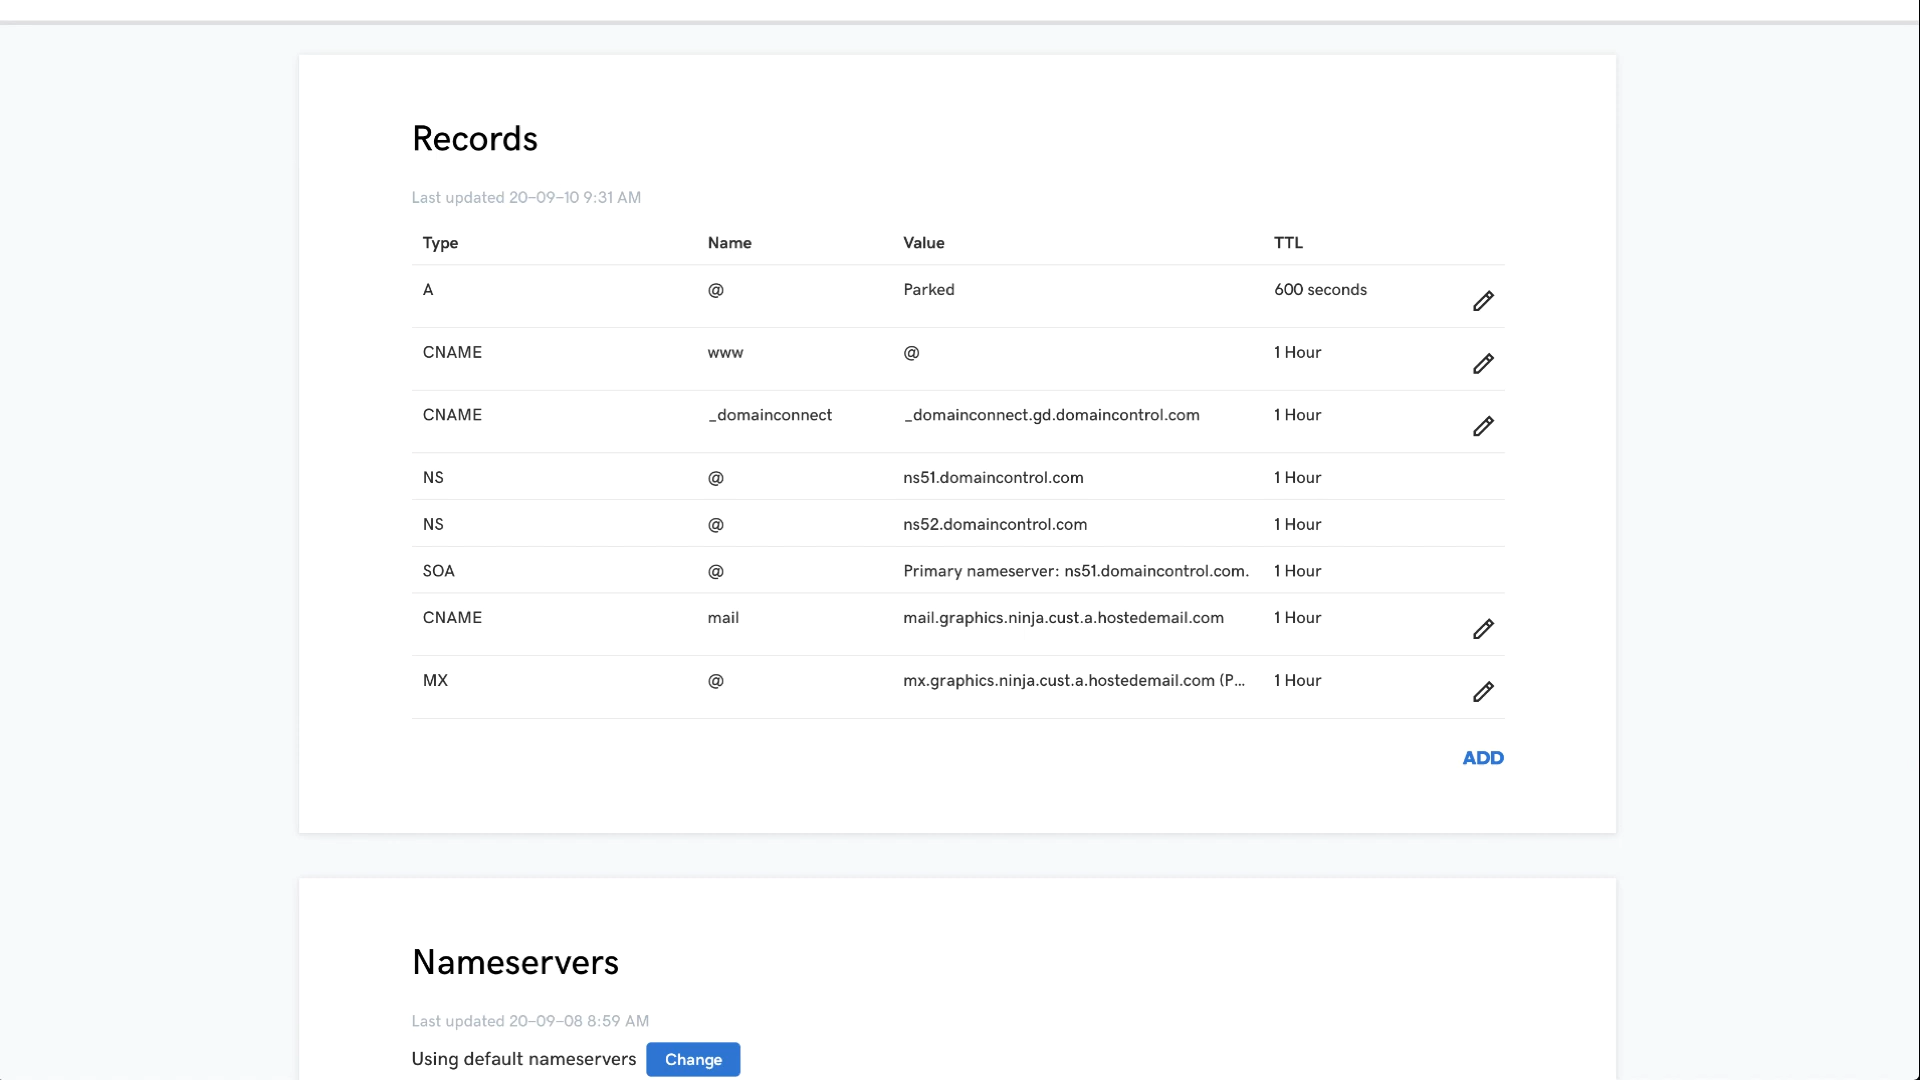 Records
Last updated 20-09-10 9:31 AM
Type Name Value TTL
A @ Parked 600 seconds
CNAME www @ 1 Hour
CNAME _domainconnect _domainconnect.gd.domaincontrol.com 1 Hour
NS @ ns51.domaincontrol.com 1 Hour
NS @ ns52.domaincontrol.com 1 Hour
SOA @ Primary nameserver: ns51.domaincontrol.com. 1 Hour
CNAME mail mail.graphics.ninja.cust.a.hostedemail.com 1 Hour
MX @ mx.graphics.ninja.cust.a.hostedemail.com (P... 1 Hour
ADD
Nameservers
Last updated 20-09-08 8:59 AM
Using default nameservers Change